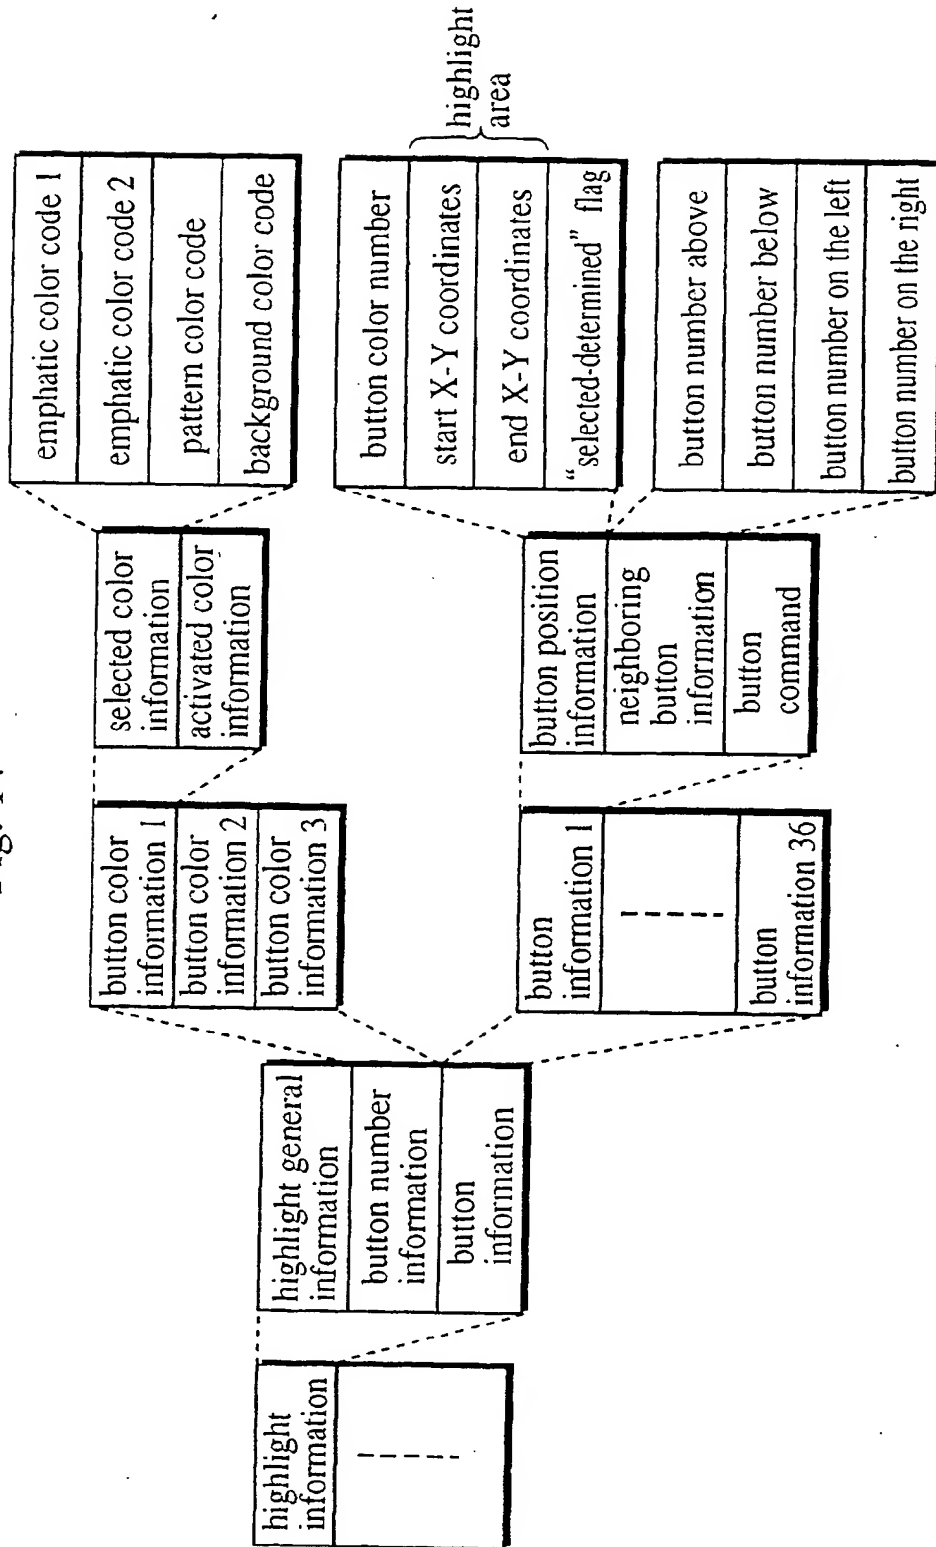 highlight
information
highlight general
information
button number
information
button
information
button color
information 1
button color
information 2
button color
information 3
button
information 1
button
information 36
selected color
information
activated color
information
button position
information
neighboring
button
information
button
command
emphatic color code 1
emphatic color code 2
pattern color code
background color code
button color number
start X-Y coordinates
end X-Y coordinates
“selected-determined” flag
highlight
area
button number above
button number below
button number on the left
button number on the right